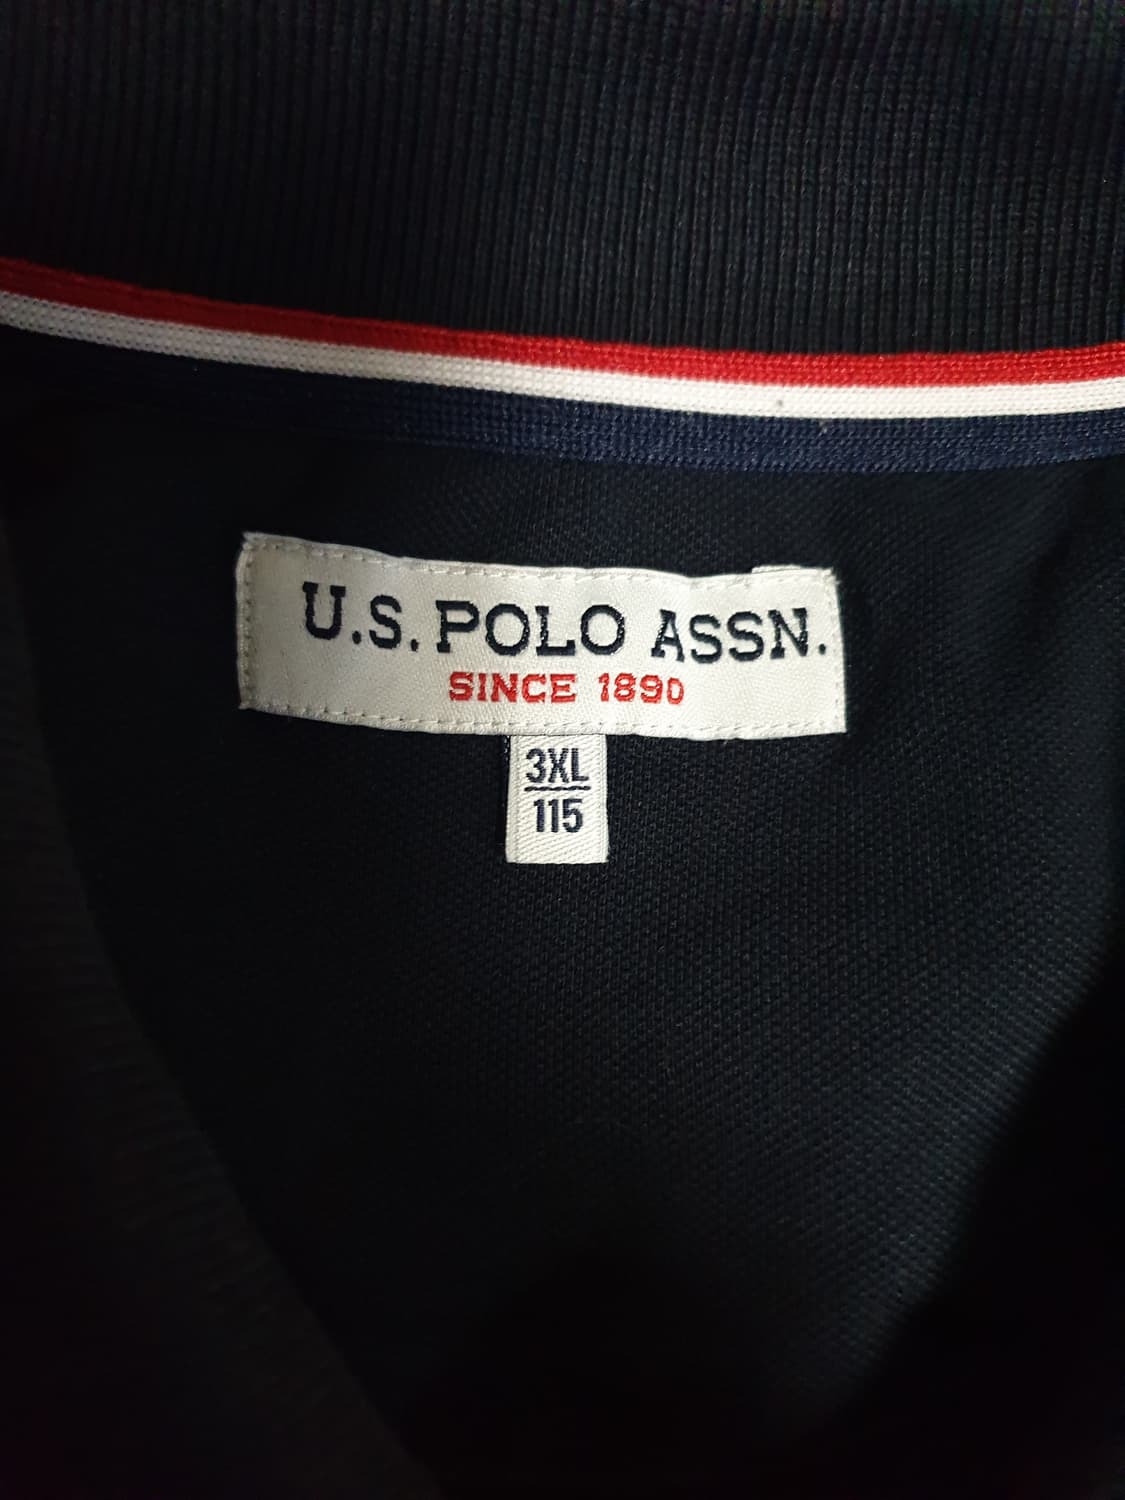 U.S. POLO ASSN.
SINCE 1890
3XL
115